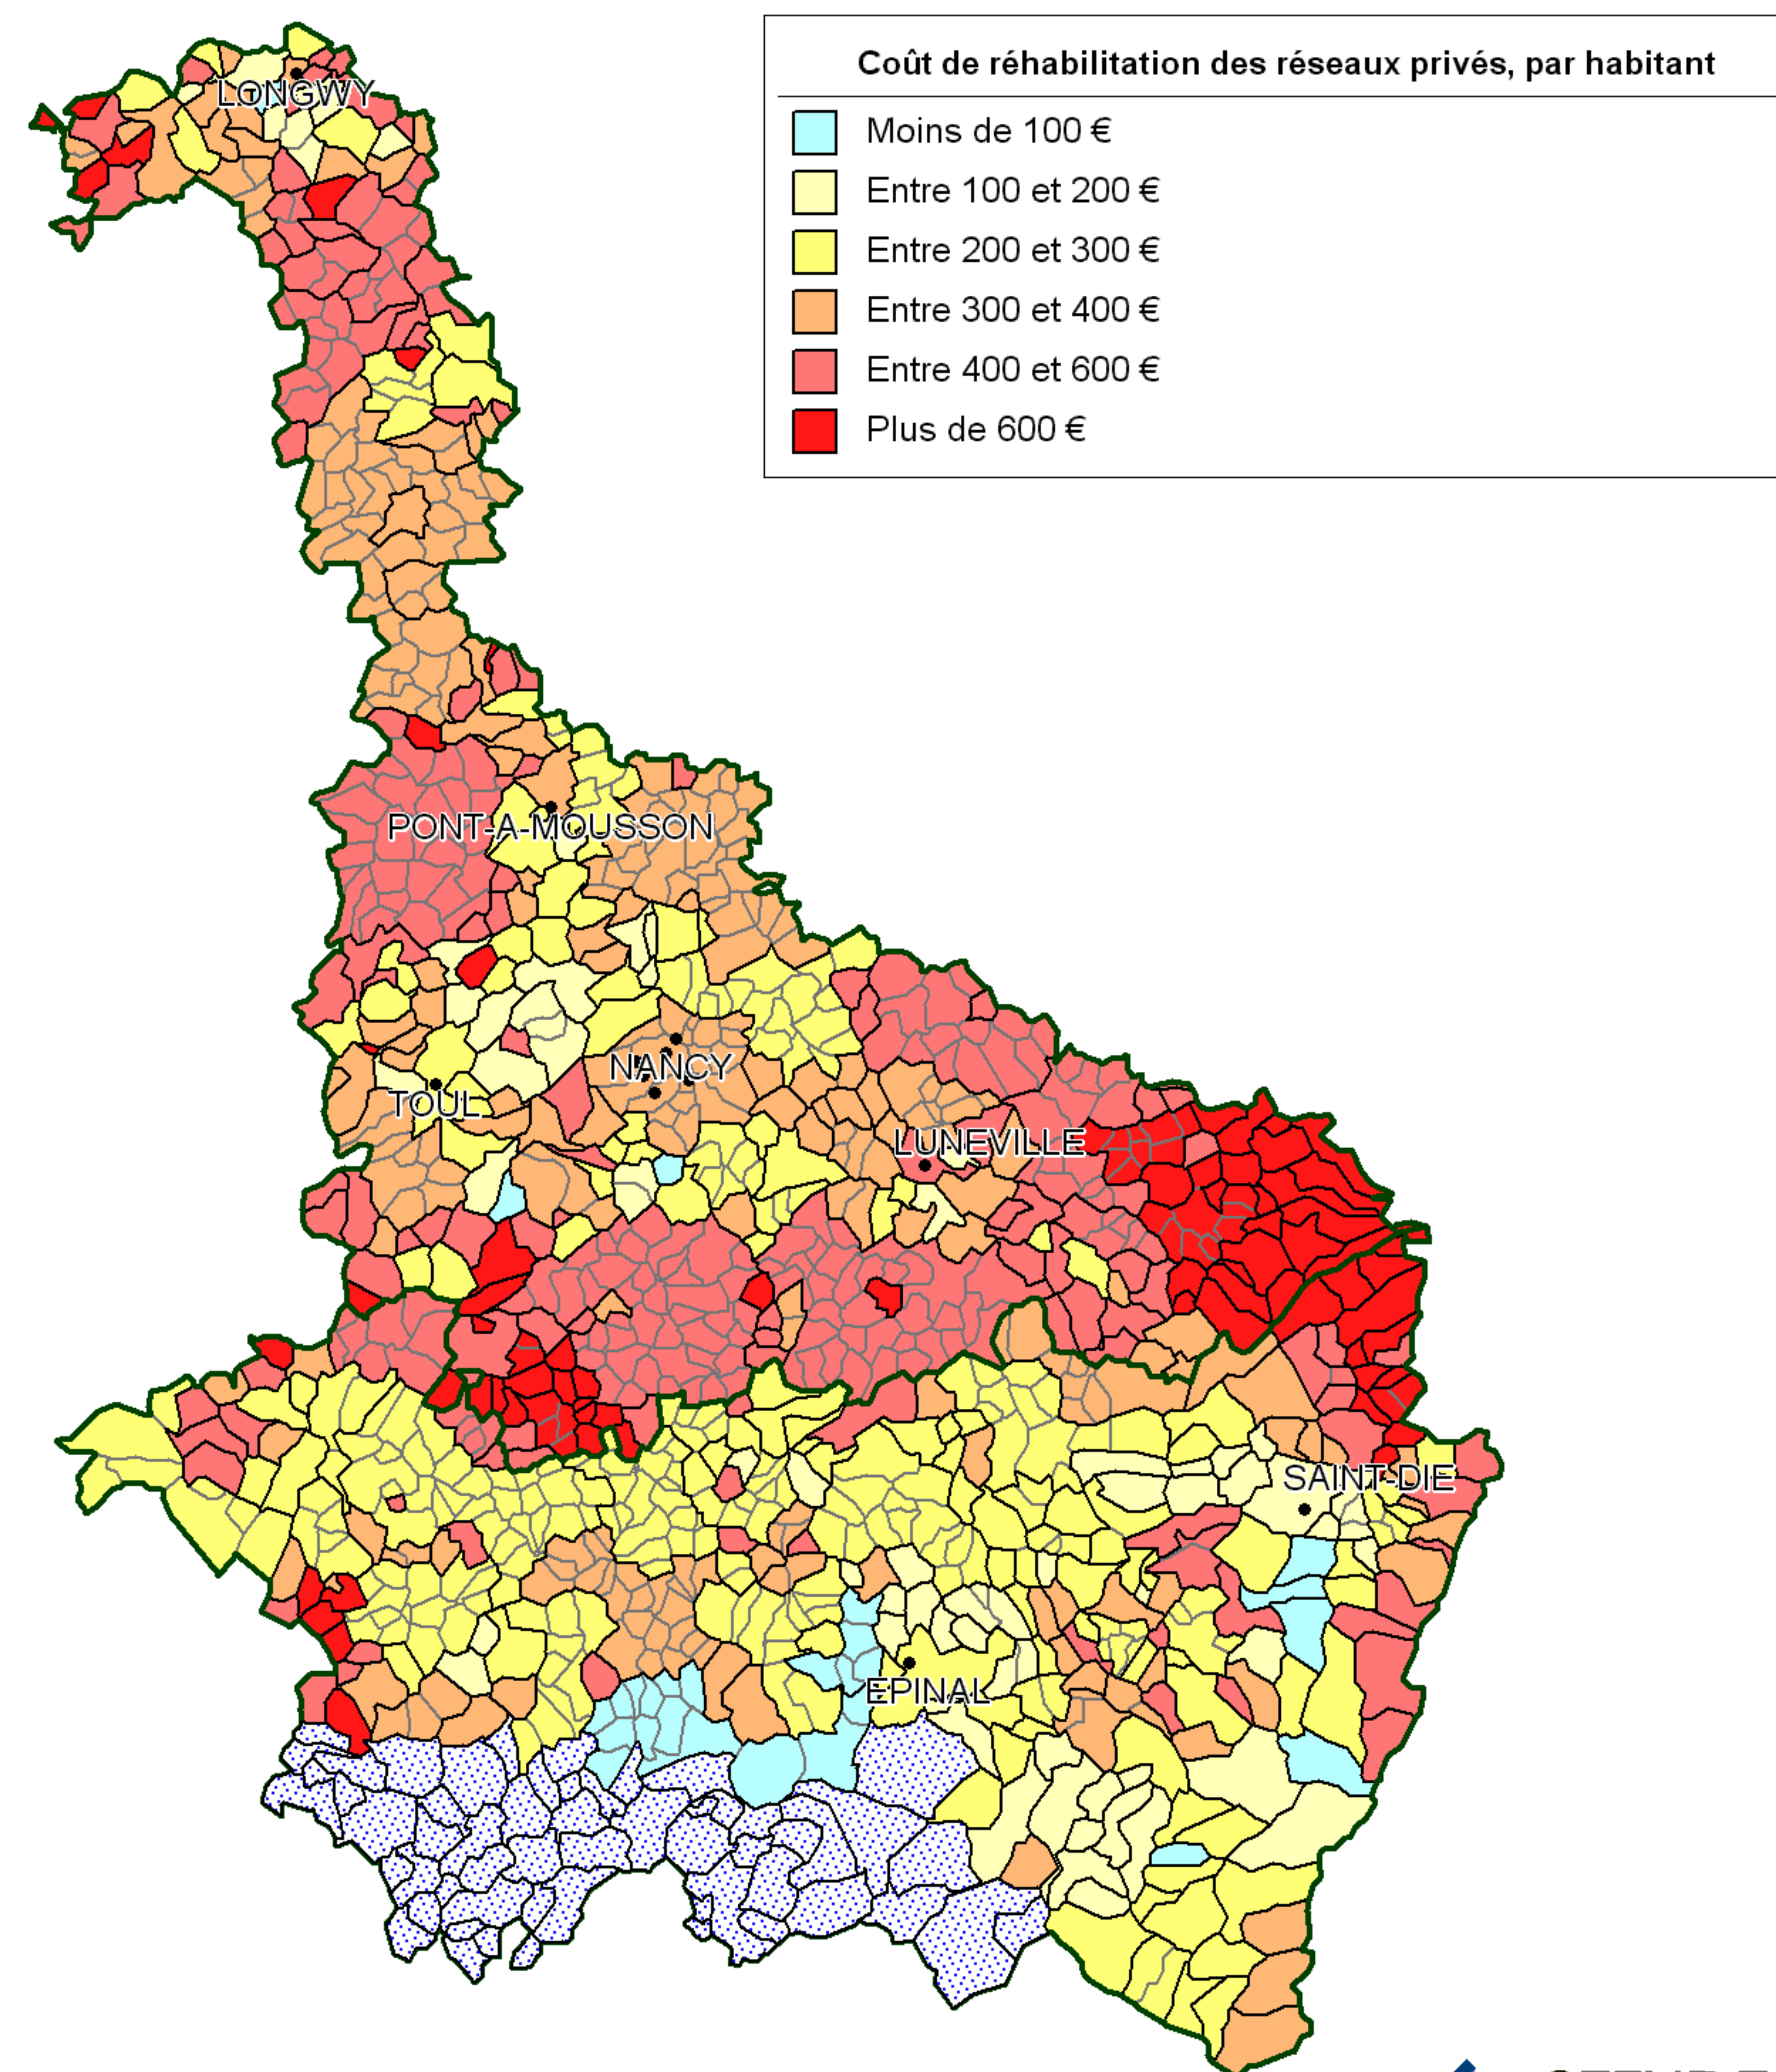 Coût de réhabilitation des réseaux privés, par habitant
Moins de 100 €
Entre 100 et 200 €
Entre 200 et 300 €
Entre 300 et 400 €
Entre 400 et 600 €
Plus de 600 €
LONGWY
PONT-A-MOUSSON
NANCY
TOUL
LUNEVILLE
SAINT-DIE
EPINAL